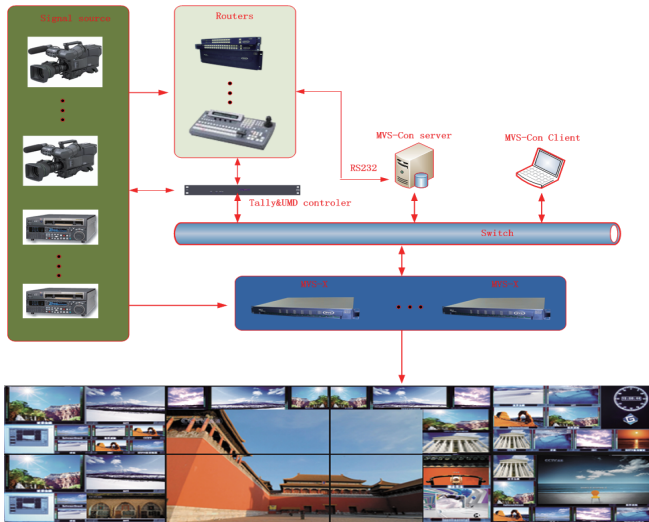 Signal source
Routers
MVS-Con server
MVS-Con Client
RS232
Tally&UMD controler
Switch